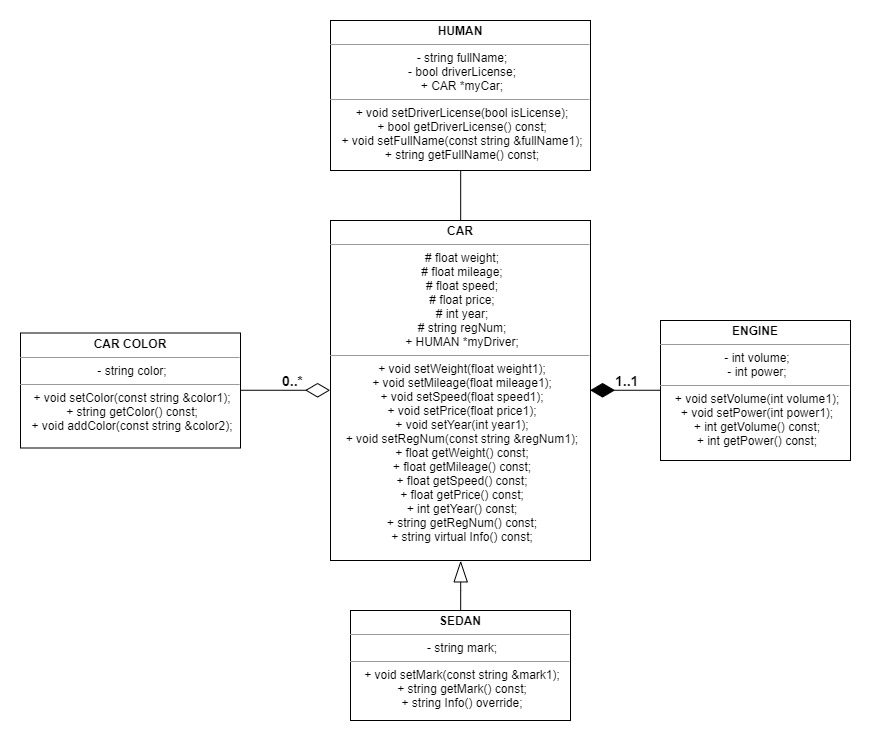 HUMAN
- string fullName;
- bool driverLicense;
+ CAR *myCar;
+ void setDriverLicense(bool isLicense);
+ bool getDriverLicense() const;
+ void setFullName(const string &fullName1);
+ string getFullName() const;
CAR
# float weight;
# float mileage;
# float speed;
# float price;
# int year;
# string regNum;
+ HUMAN *myDriver;
+ void setWeight(float weight1);
+ void setMileage(float mileage1);
+ void setSpeed(float speed1);
+ void setPrice(float price1);
+ void setYear(int year1);
+ void setRegNum(const string &regNum1);
+ float getWeight() const;
+ float getMileage() const;
+ float getSpeed() const;
+ float getPrice() const;
+ int getYear() const;
+ string getRegNum() const;
+ string virtual Info() const;
CAR COLOR
- string color;
+ void setColor(const string &color1);
+ string getColor() const;
+ void addColor(const string &color2);
0..*
1..1
ENGINE
- int volume;
- int power;
+ void setVolume(int volume1);
+ void setPower(int power1);
+ int getVolume() const;
+ int getPower() const;
SEDAN
- string mark;
+ void setMark(const string &mark1);
+ string getMark() const;
+ string Info() override;